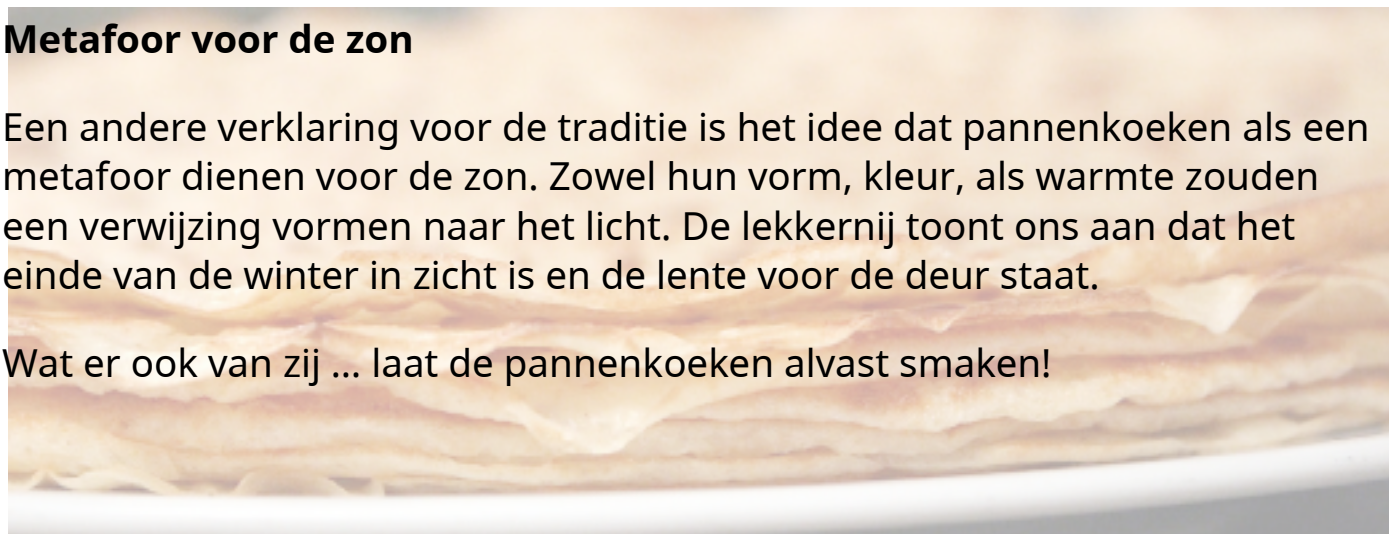 Metafoor voor de zon
Een andere verklaring voor de traditie is het idee dat pannenkoeken als een
metafoor dienen voor de zon. Zowel hun vorm, kleur, als warmte zouden
een verwijzing vormen naar het licht. De lekkernij toont ons aan dat het
einde van de winter in zicht is en de lente voor de deur staat.
Wat er ook van zij ... laat de pannenkoeken alvast smaken!